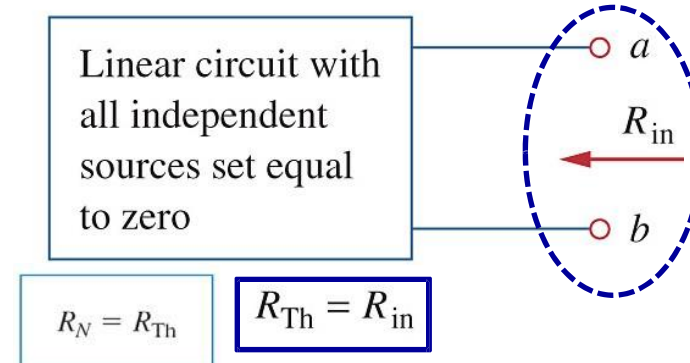 Linear circuit with
all independent
sources set equal
to zero
a
R_in
b
R_N = R_Th
R_Th = R_in